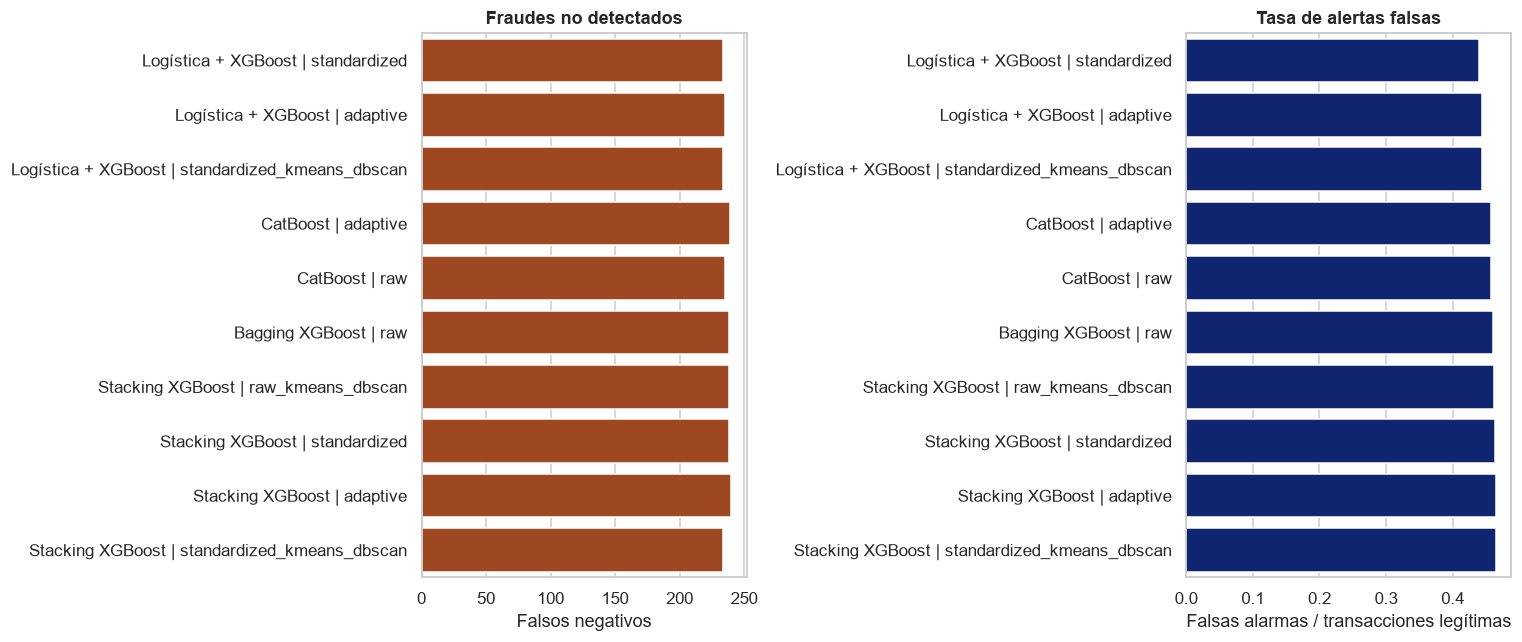 Fraudes no detectados
Logística + XGBoost | standardized
Logística + XGBoost | adaptive
Logística + XGBoost | standardized_kmeans_dbscan
CatBoost | adaptive
CatBoost | raw
Bagging XGBoost | raw
Stacking XGBoost | raw_kmeans_dbscan
Stacking XGBoost | standardized
Stacking XGBoost | adaptive
Stacking XGBoost | standardized_kmeans_dbscan
0 50 100 150 200 250
Falsos negativos
Tasa de alertas falsas
Logística + XGBoost | standardized
Logística + XGBoost | adaptive
Logística + XGBoost | standardized_kmeans_dbscan
CatBoost | adaptive
CatBoost | raw
Bagging XGBoost | raw
Stacking XGBoost | raw_kmeans_dbscan
Stacking XGBoost | standardized
Stacking XGBoost | adaptive
Stacking XGBoost | standardized_kmeans_dbscan
0.0 0.1 0.2 0.3 0.4
Falsas alarmas / transacciones legítimas